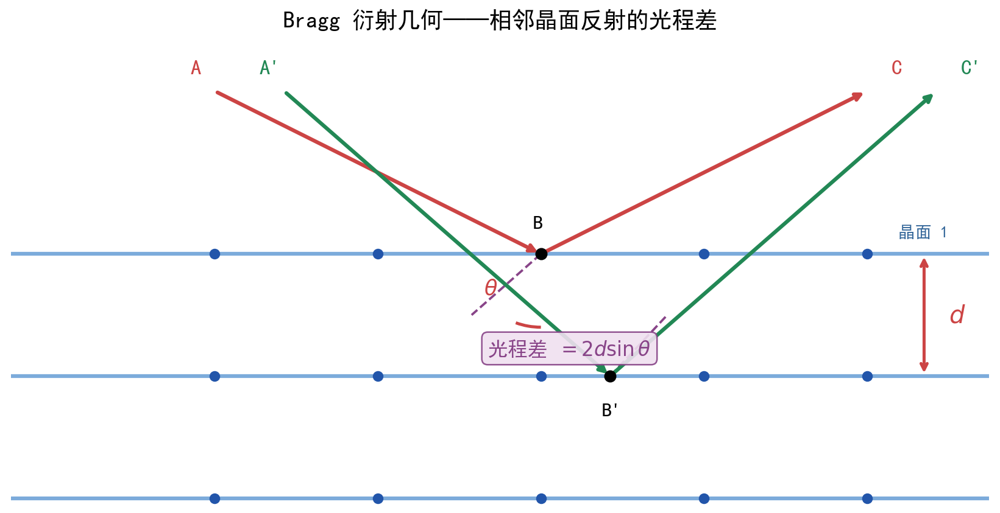 Bragg 衍射几何——相邻晶面反射的光程差
A
A'
C
C'
B
晶面 1
θ
d
光程差 =2dsinθ
B'